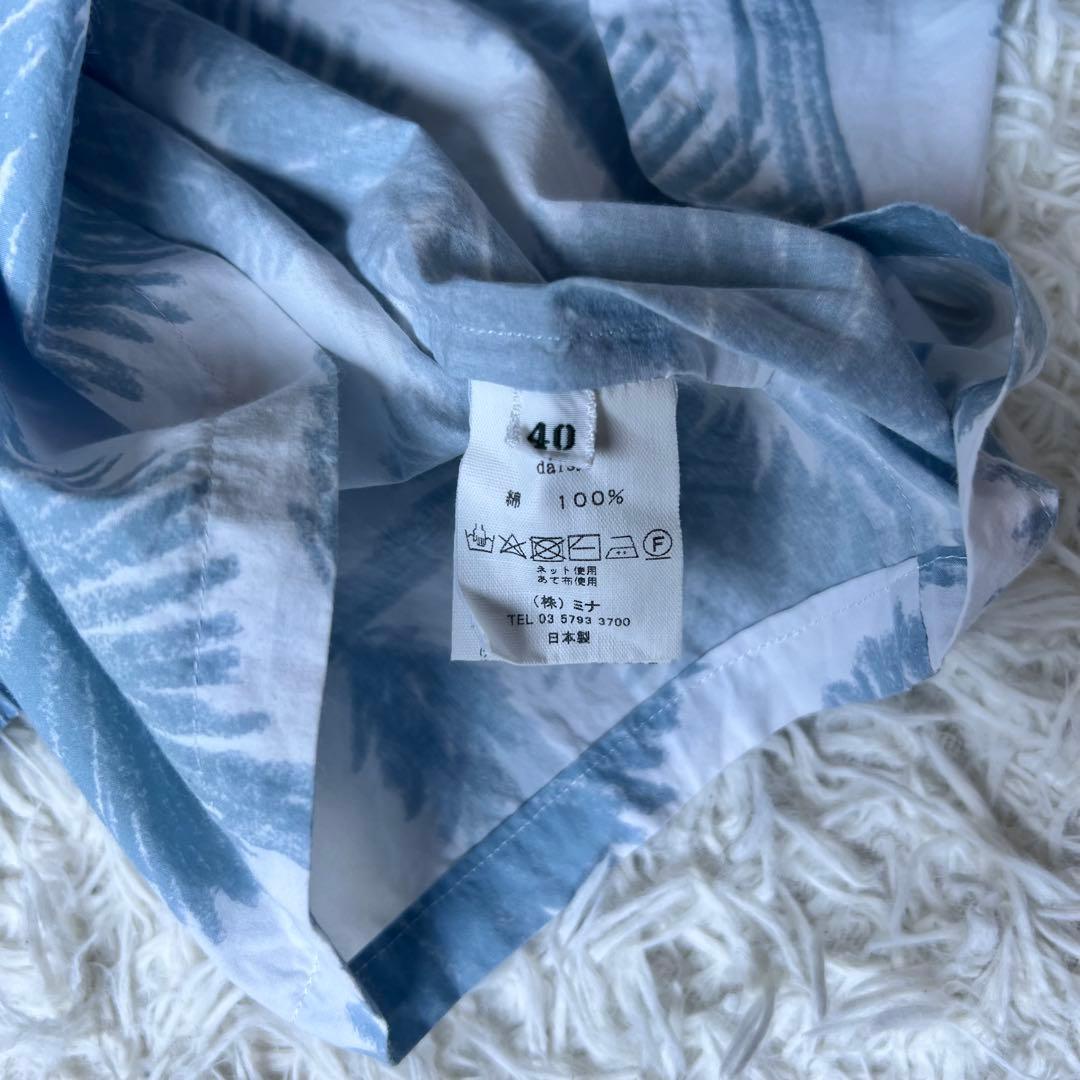 40
綿 100%
F
ネット使用
あて布使用
(株)ミナ
TEL 03 5793 3700
日本製